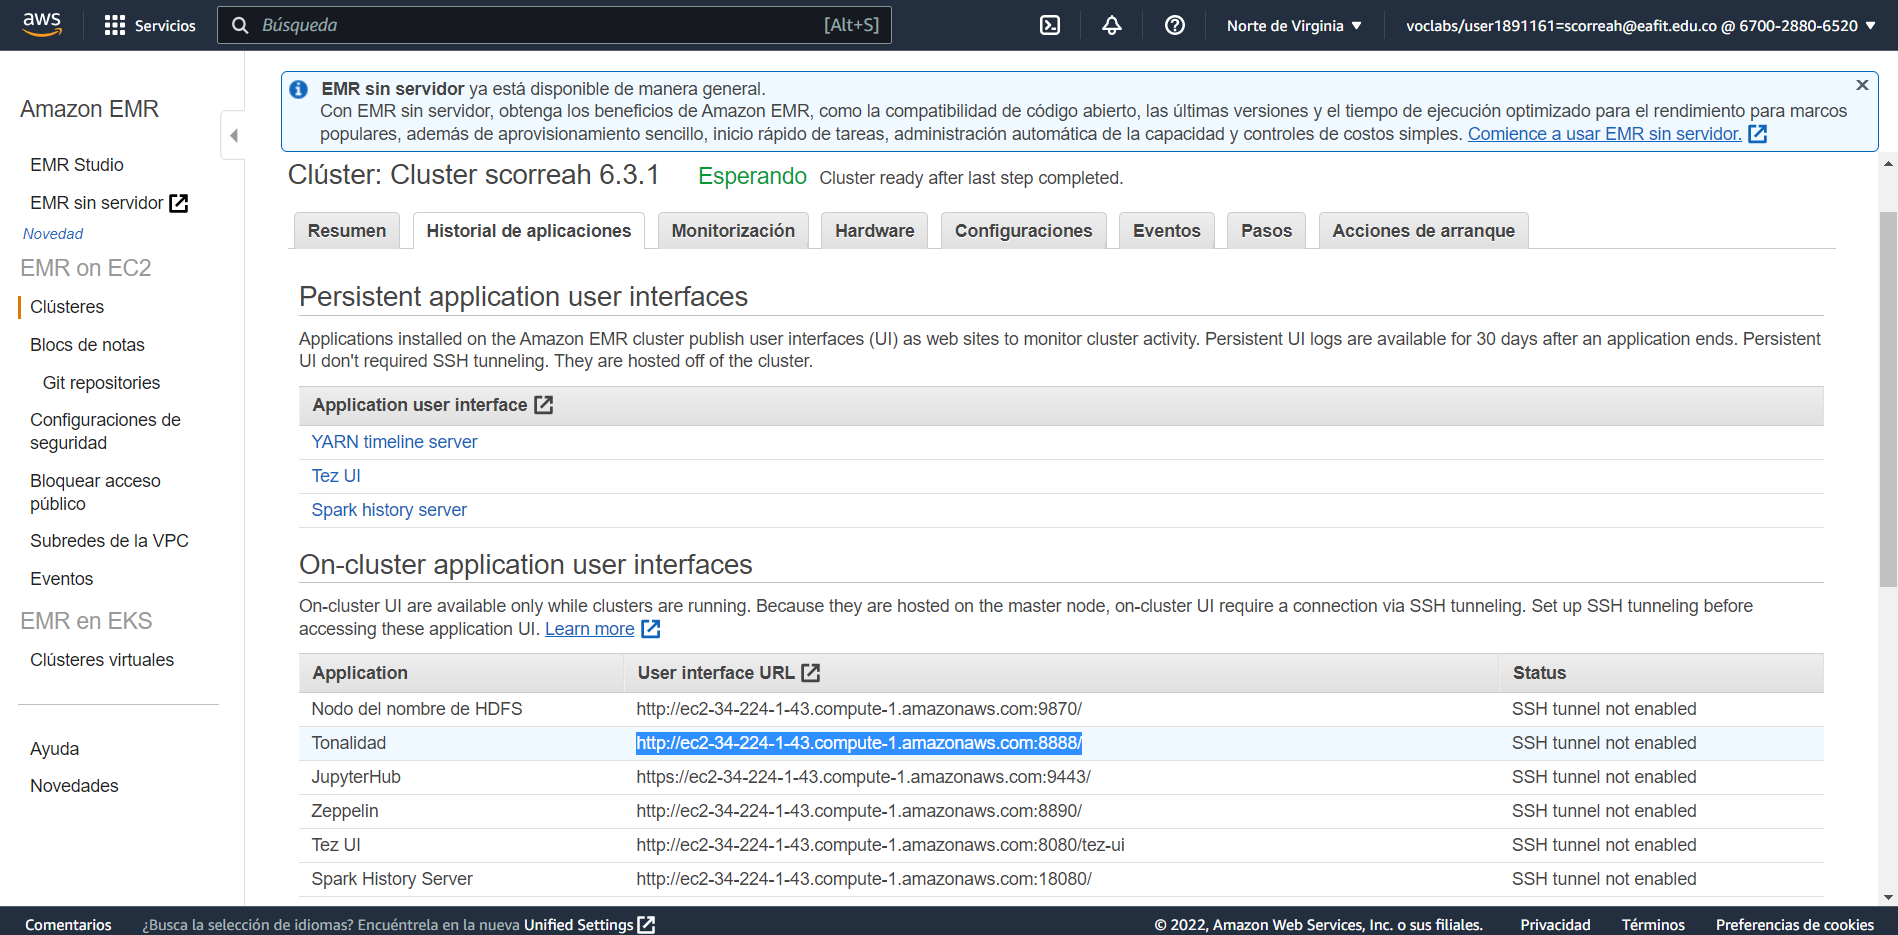 aws
Servicios
Búsqueda [Alt+S]
Norte de Virginia
voclabs/user1891161=scorreah@eafit.edu.co @ 6700-2880-6520
Amazon EMR
EMR Studio
EMR sin servidor
Novedad
EMR on EC2
Clústeres
Blocs de notas
Git repositories
Configuraciones de
seguridad
Bloquear acceso
público
Subredes de la VPC
Eventos
EMR en EKS
Clústeres virtuales
Ayuda
Novedades
EMR sin servidor ya está disponible de manera general.
Con EMR sin servidor, obtenga los beneficios de Amazon EMR, como la compatibilidad de código abierto, las últimas versiones y el tiempo de ejecución optimizado para el rendimiento para marcos
populares, además de aprovisionamiento sencillo, inicio rápido de tareas, administración automática de la capacidad y controles de costos simples. Comience a usar EMR sin servidor.
Clúster: Cluster scorreah 6.3.1 Esperando Cluster ready after last step completed.
Resumen Historial de aplicaciones Monitorización Hardware Configuraciones Eventos Pasos Acciones de arranque
Persistent application user interfaces
Applications installed on the Amazon EMR cluster publish user interfaces (UI) as web sites to monitor cluster activity. Persistent UI logs are available for 30 days after an application ends. Persistent
UI don't required SSH tunneling. They are hosted off of the cluster.
Application user interface
YARN timeline server
Tez UI
Spark history server
On-cluster application user interfaces
On-cluster UI are available only while clusters are running. Because they are hosted on the master node, on-cluster UI require a connection via SSH tunneling. Set up SSH tunneling before
accessing these application UI. Learn more
Application User interface URL Status
Nodo del nombre de HDFS http://ec2-34-224-1-43.compute-1.amazonaws.com:9870/ SSH tunnel not enabled
Tonalidad http://ec2-34-224-1-43.compute-1.amazonaws.com:8888/ SSH tunnel not enabled
JupyterHub https://ec2-34-224-1-43.compute-1.amazonaws.com:9443/ SSH tunnel not enabled
Zeppelin http://ec2-34-224-1-43.compute-1.amazonaws.com:8890/ SSH tunnel not enabled
Tez UI http://ec2-34-224-1-43.compute-1.amazonaws.com:8080/tez-ui SSH tunnel not enabled
Spark History Server http://ec2-34-224-1-43.compute-1.amazonaws.com:18080/ SSH tunnel not enabled
Comentarios ¿Busca la selección de idiomas? Encuéntrela en la nueva Unified Settings © 2022, Amazon Web Services, Inc. o sus filiales. Privacidad Términos Preferencias de cookies